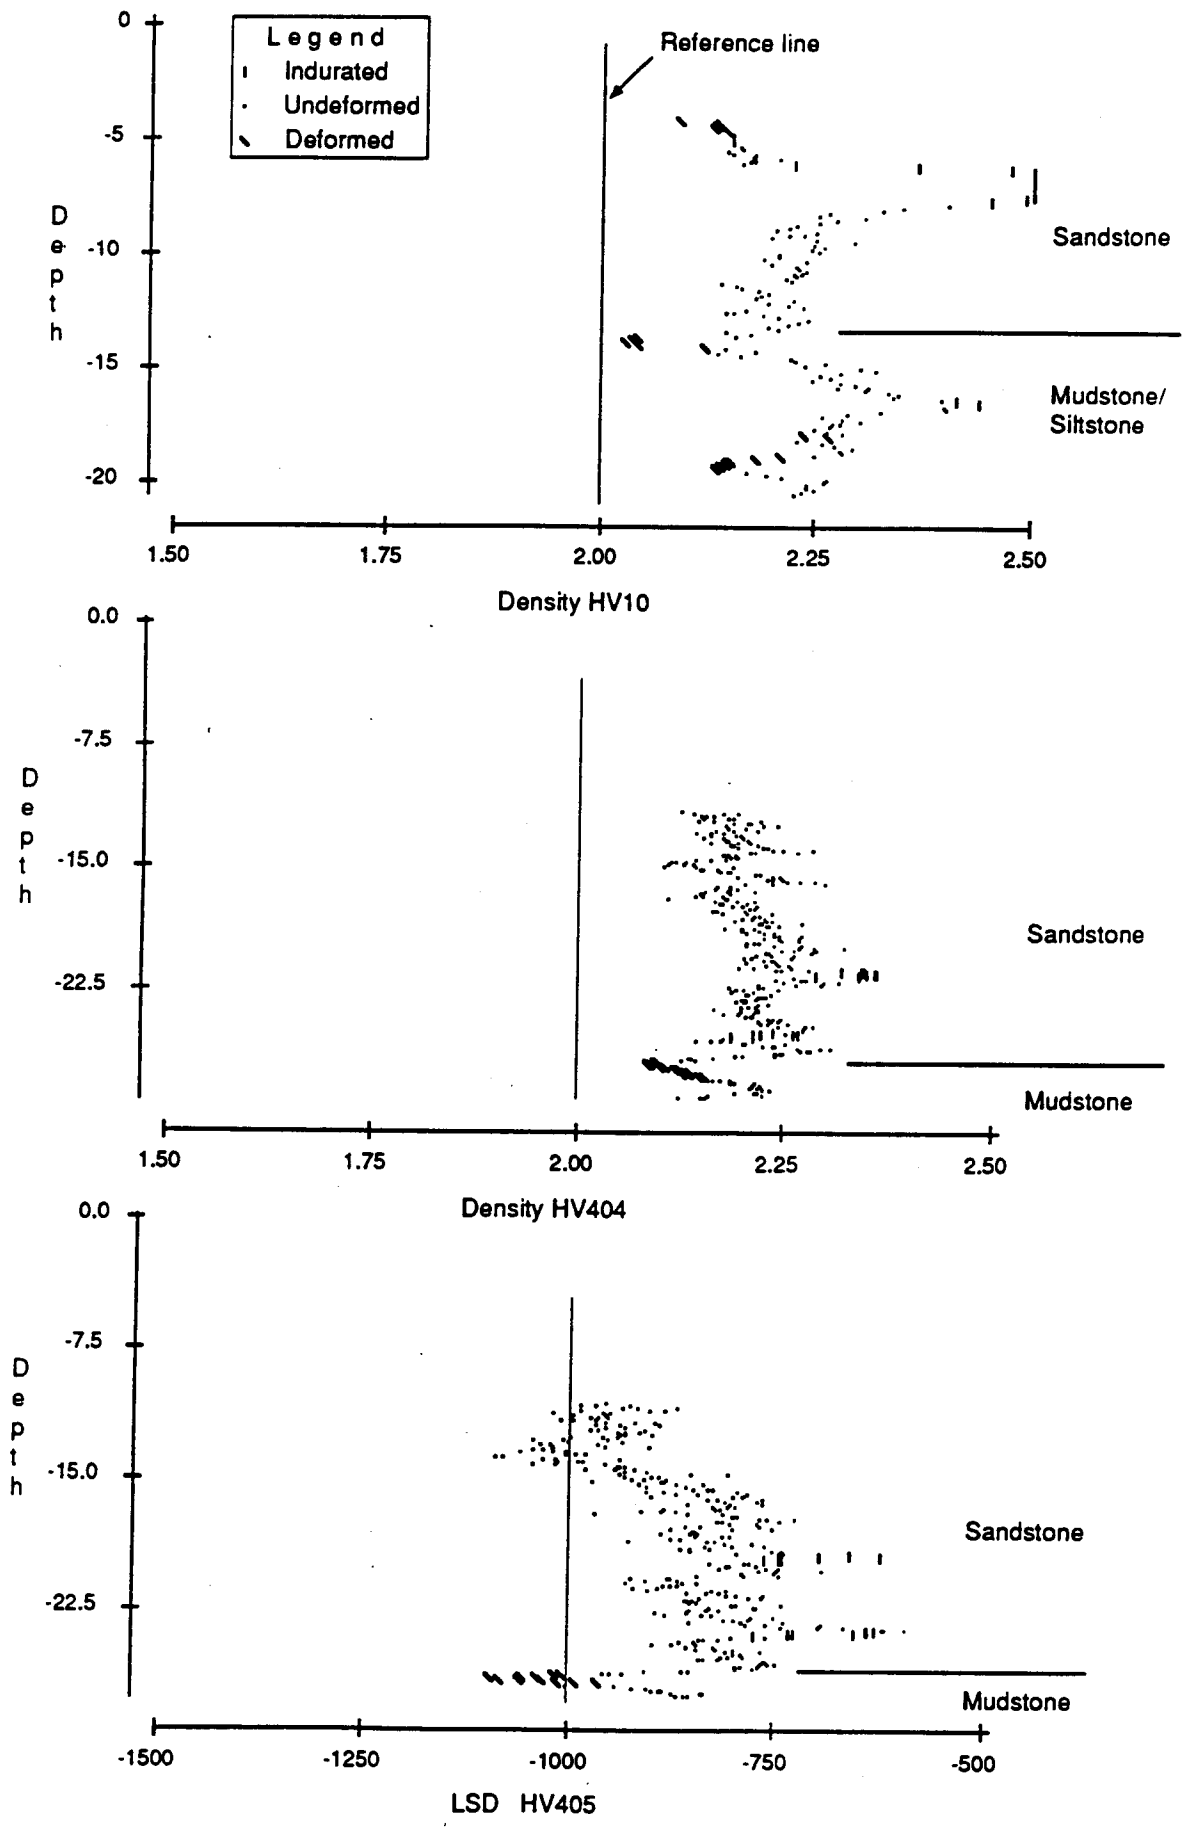 0
Legend
Indurated
Undeformed
Deformed
Reference line
-5
Depth
-10
Sandstone
-15
Mudstone/
Siltstone
-20
1.50 1.75 2.00 2.25 2.50
Density HV10
0.0
-7.5
Depth
-15.0
Sandstone
-22.5
Mudstone
1.50 1.75 2.00 2.25 2.50
Density HV404
0.0
-7.5
Depth
-15.0
Sandstone
-22.5
Mudstone
-1500 -1250 -1000 -750 -500
LSD HV405